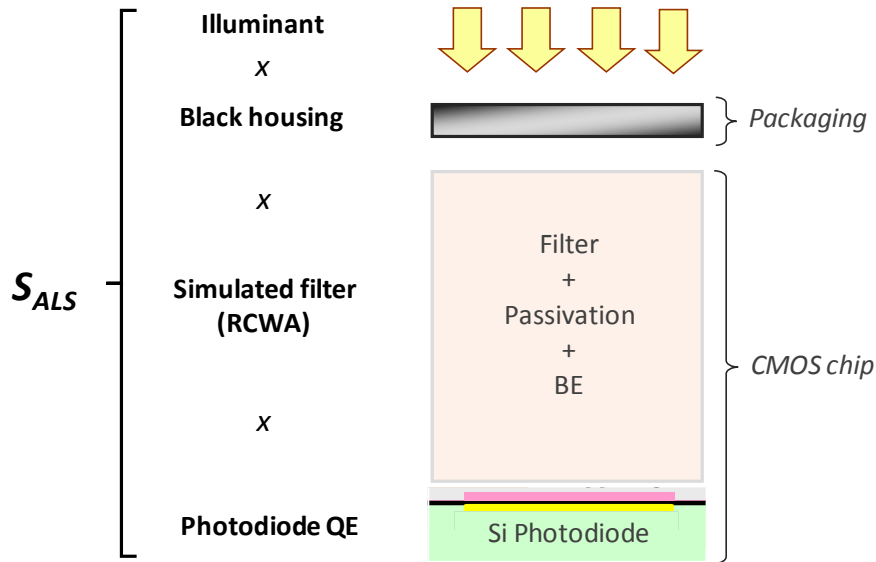 Illuminant
x
Black housing
Packaging
x
Filter
+
Passivation
+
BE
S_ALS
Simulated filter
(RCWA)
CMOS chip
x
Photodiode QE
Si Photodiode